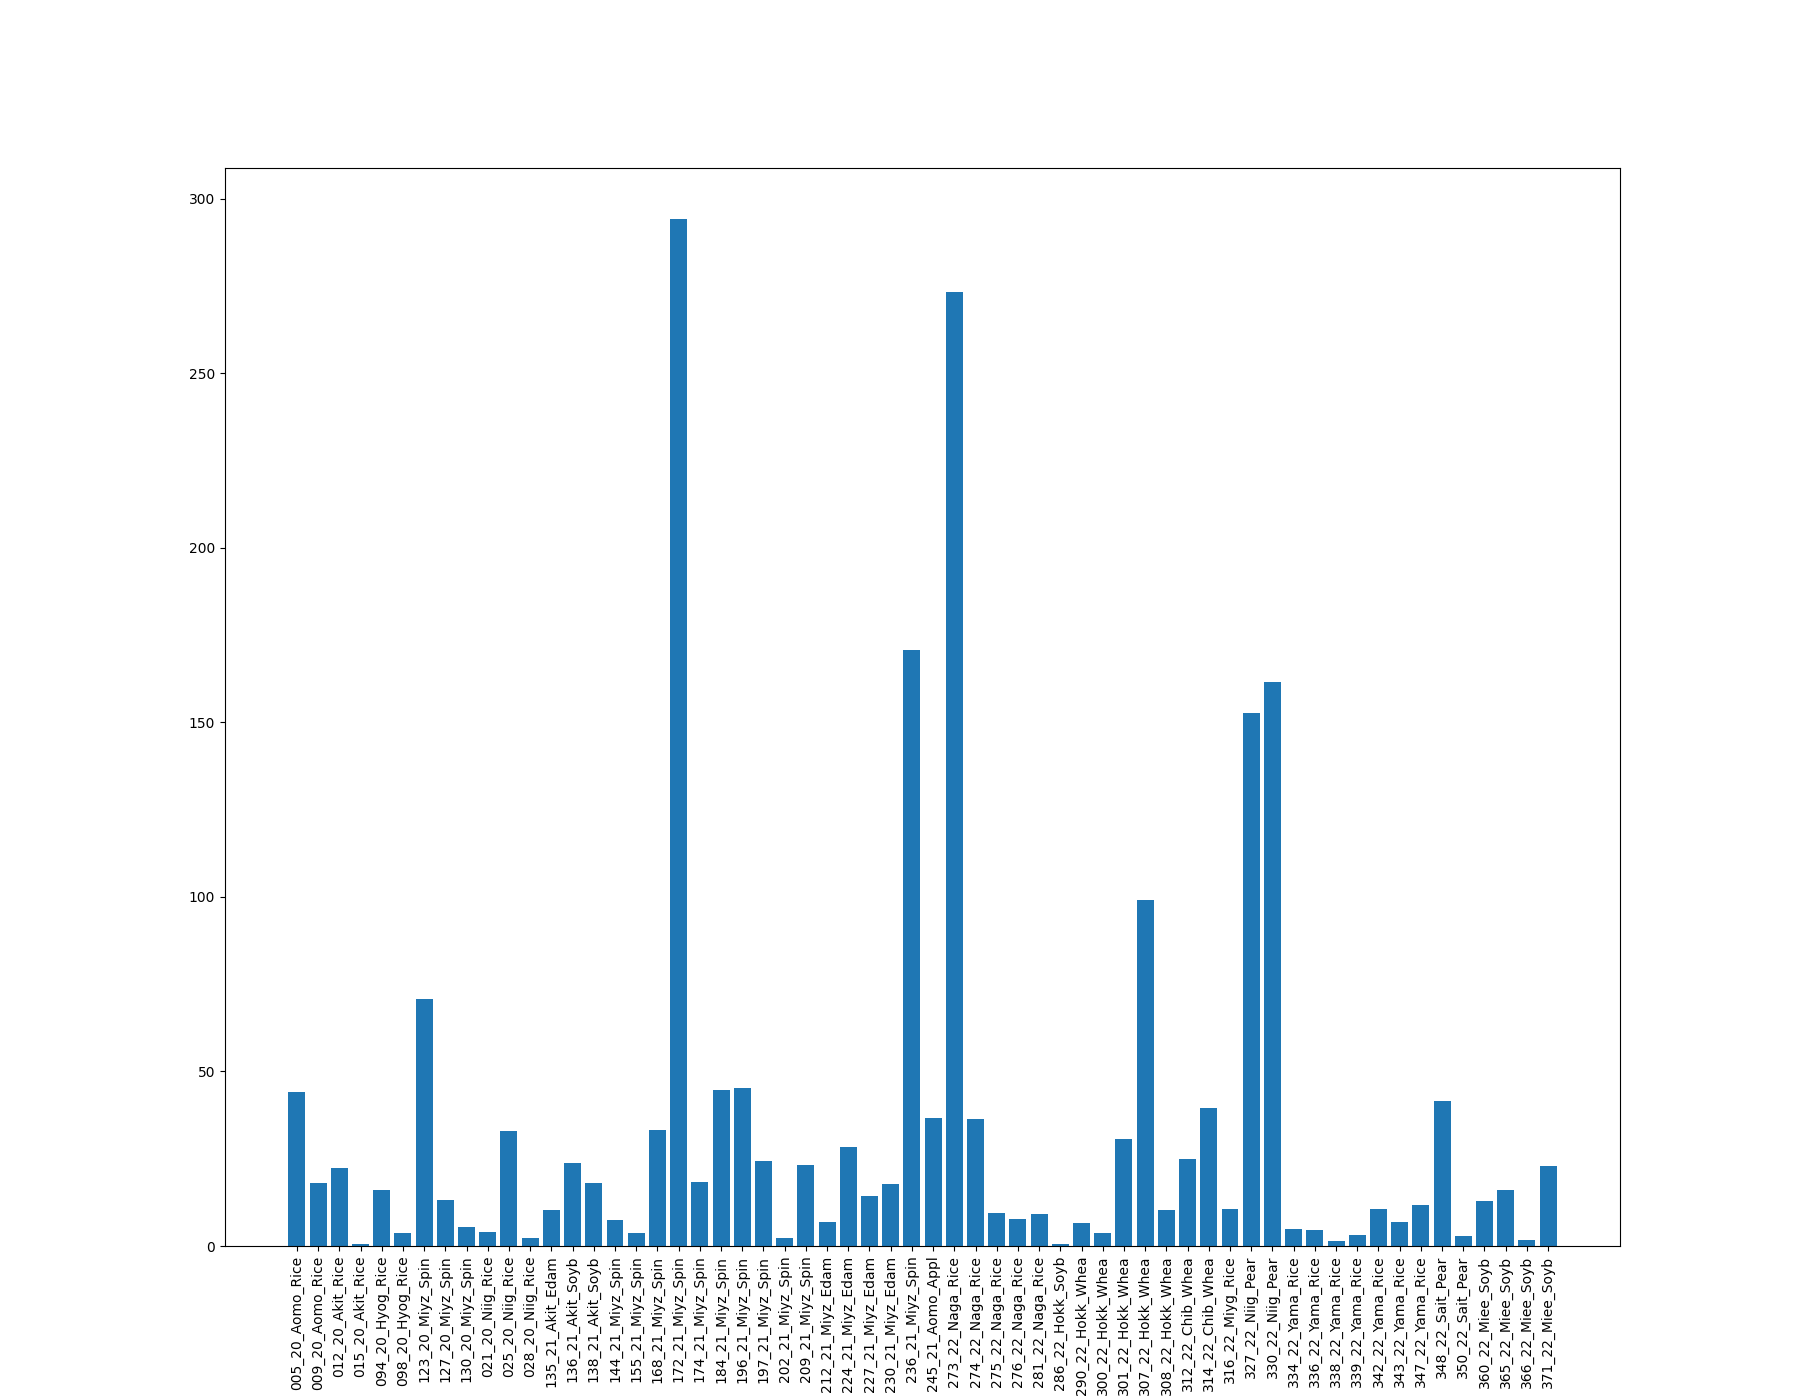 300
250
200
150
100
50
0
005_20_Aomo_Rice
009_20_Aomo_Rice
012_20_Akit_Rice
015_20_Akit_Rice
094_20_Hyog_Rice
098_20_Hyog_Rice
123_20_Miyz_Spin
127_20_Miyz_Spin
130_20_Miyz_Spin
021_20_Niig_Rice
025_20_Niig_Rice
028_20_Niig_Rice
135_21_Akit_Edam
136_21_Akit_Soyb
138_21_Akit_Soyb
144_21_Miyz_Spin
155_21_Miyz_Spin
168_21_Miyz_Spin
172_21_Miyz_Spin
174_21_Miyz_Spin
184_21_Miyz_Spin
196_21_Miyz_Spin
197_21_Miyz_Spin
202_21_Miyz_Spin
209_21_Miyz_Spin
212_21_Miyz_Edam
224_21_Miyz_Edam
227_21_Miyz_Edam
230_21_Miyz_Edam
236_21_Miyz_Spin
245_21_Aomo_Appl
273_22_Naga_Rice
274_22_Naga_Rice
275_22_Naga_Rice
276_22_Naga_Rice
281_22_Naga_Rice
286_22_Hokk_Soyb
290_22_Hokk_Whea
300_22_Hokk_Whea
301_22_Hokk_Whea
307_22_Hokk_Whea
308_22_Hokk_Whea
312_22_Chib_Whea
314_22_Chib_Whea
316_22_Miyg_Rice
327_22_Niig_Pear
330_22_Niig_Pear
334_22_Yama_Rice
336_22_Yama_Rice
338_22_Yama_Rice
339_22_Yama_Rice
342_22_Yama_Rice
343_22_Yama_Rice
347_22_Yama_Rice
348_22_Sait_Pear
350_22_Sait_Pear
360_22_Miee_Soyb
365_22_Miee_Soyb
366_22_Miee_Soyb
371_22_Miee_Soyb